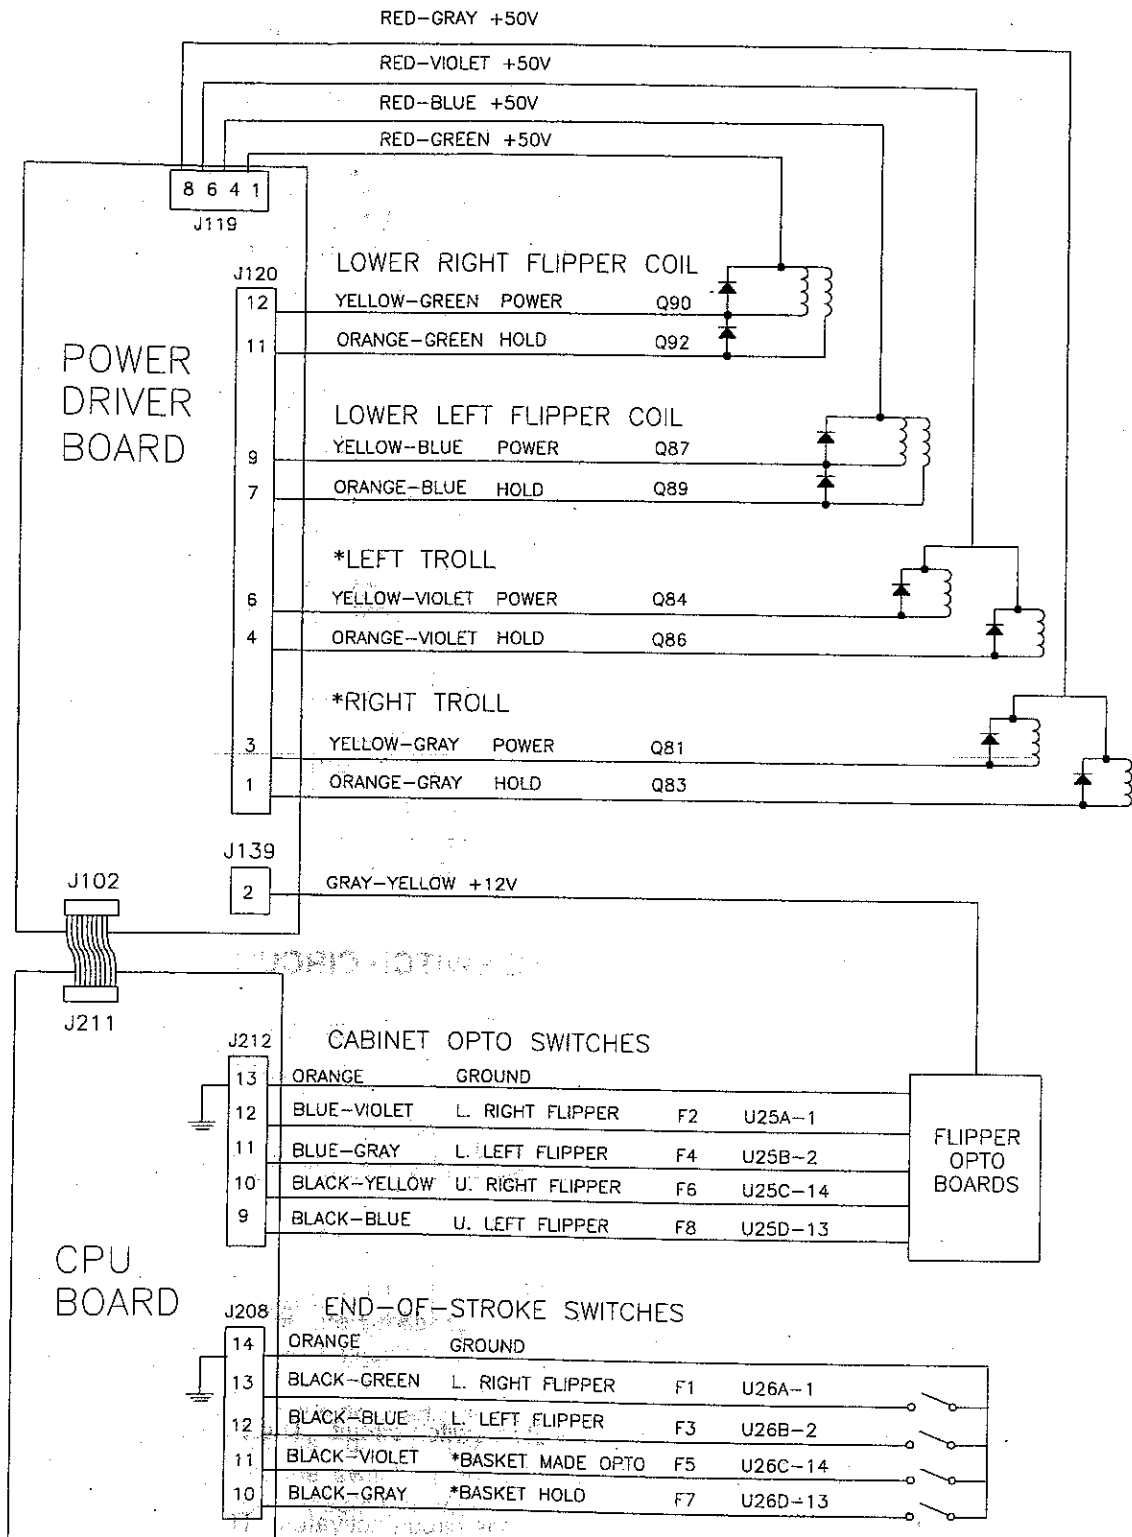 RED-GRAY +50V
RED-VIOLET +50V
RED-BLUE +50V
RED-GREEN +50V
8 6 4 1
J119
J120
LOWER RIGHT FLIPPER COIL
12 YELLOW-GREEN POWER Q90
11 ORANGE-GREEN HOLD Q92
POWER
DRIVER
BOARD
LOWER LEFT FLIPPER COIL
9 YELLOW-BLUE POWER Q87
7 ORANGE-BLUE HOLD Q89
*LEFT TROLL
6 YELLOW-VIOLET POWER Q84
4 ORANGE-VIOLET HOLD Q86
*RIGHT TROLL
3 YELLOW-GRAY POWER Q81
1 ORANGE-GRAY HOLD Q83
J139
2 GRAY-YELLOW +12V
J102
J211
J212
CABINET OPTO SWITCHES
13 ORANGE GROUND
12 BLUE-VIOLET L. RIGHT FLIPPER F2 U25A-1
11 BLUE-GRAY L. LEFT FLIPPER F4 U25B-2
10 BLACK-YELLOW U. RIGHT FLIPPER F6 U25C-14
9 BLACK-BLUE U. LEFT FLIPPER F8 U25D-13
FLIPPER
OPTO
BOARDS
CPU
BOARD
J208
END-OF-STROKE SWITCHES
14 ORANGE GROUND
13 BLACK-GREEN L. RIGHT FLIPPER F1 U26A-1
12 BLACK-BLUE L. LEFT FLIPPER F3 U26B-2
11 BLACK-VIOLET *BASKET MADE OPTO F5 U26C-14
10 BLACK-GRAY *BASKET HOLD F7 U26D-13